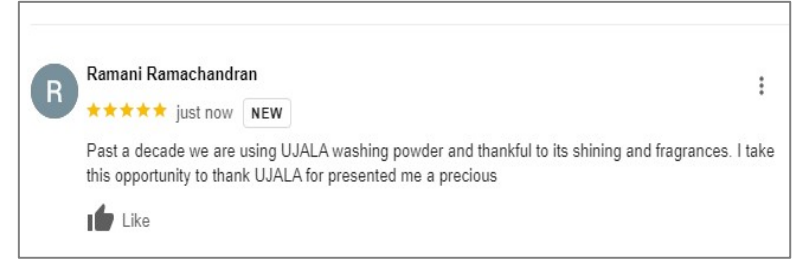 R
Ramani Ramachandran
just now NEW
Past a decade we are using UJALA washing powder and thankful to its shining and fragrances. I take
this opportunity to thank UJALA for presented me a precious
Like